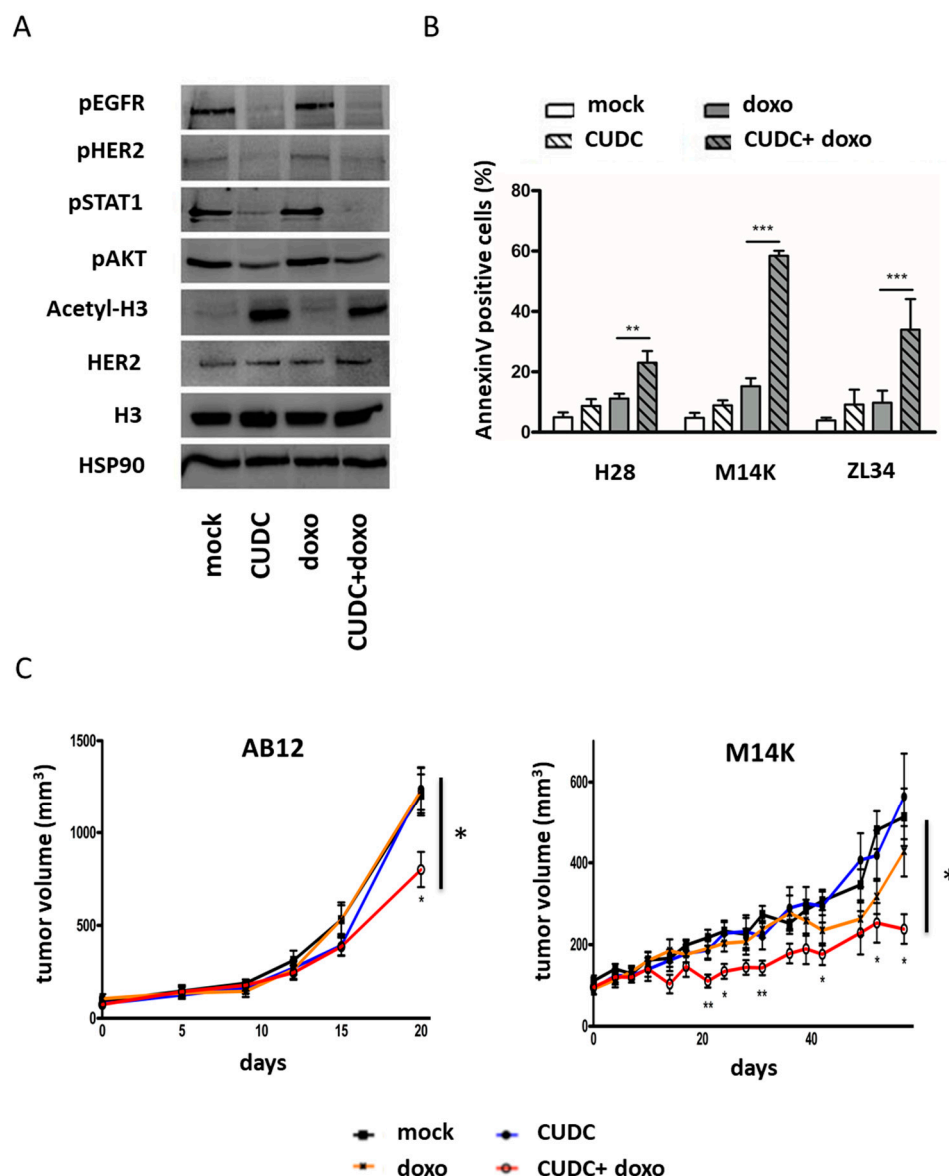 A
pEGFR
pHER2
pSTAT1
pAKT
Acetyl-H3
HER2
H3
HSP90
mock
CUDC
doxo
CUDC+doxo
B
mock
doxo
CUDC
CUDC+ doxo
AnnexinV positive cells (%)
80
60
40
20
0
**
***
***
H28
M14K
ZL34
C
AB12
tumor volume (mm³)
1500
1000
500
0
*
*
0
5
10
15
20
days
M14K
tumor volume (mm³)
600
400
200
0
**
*
**
*
*
*
*
0
20
40
days
mock
CUDC
doxo
CUDC+ doxo